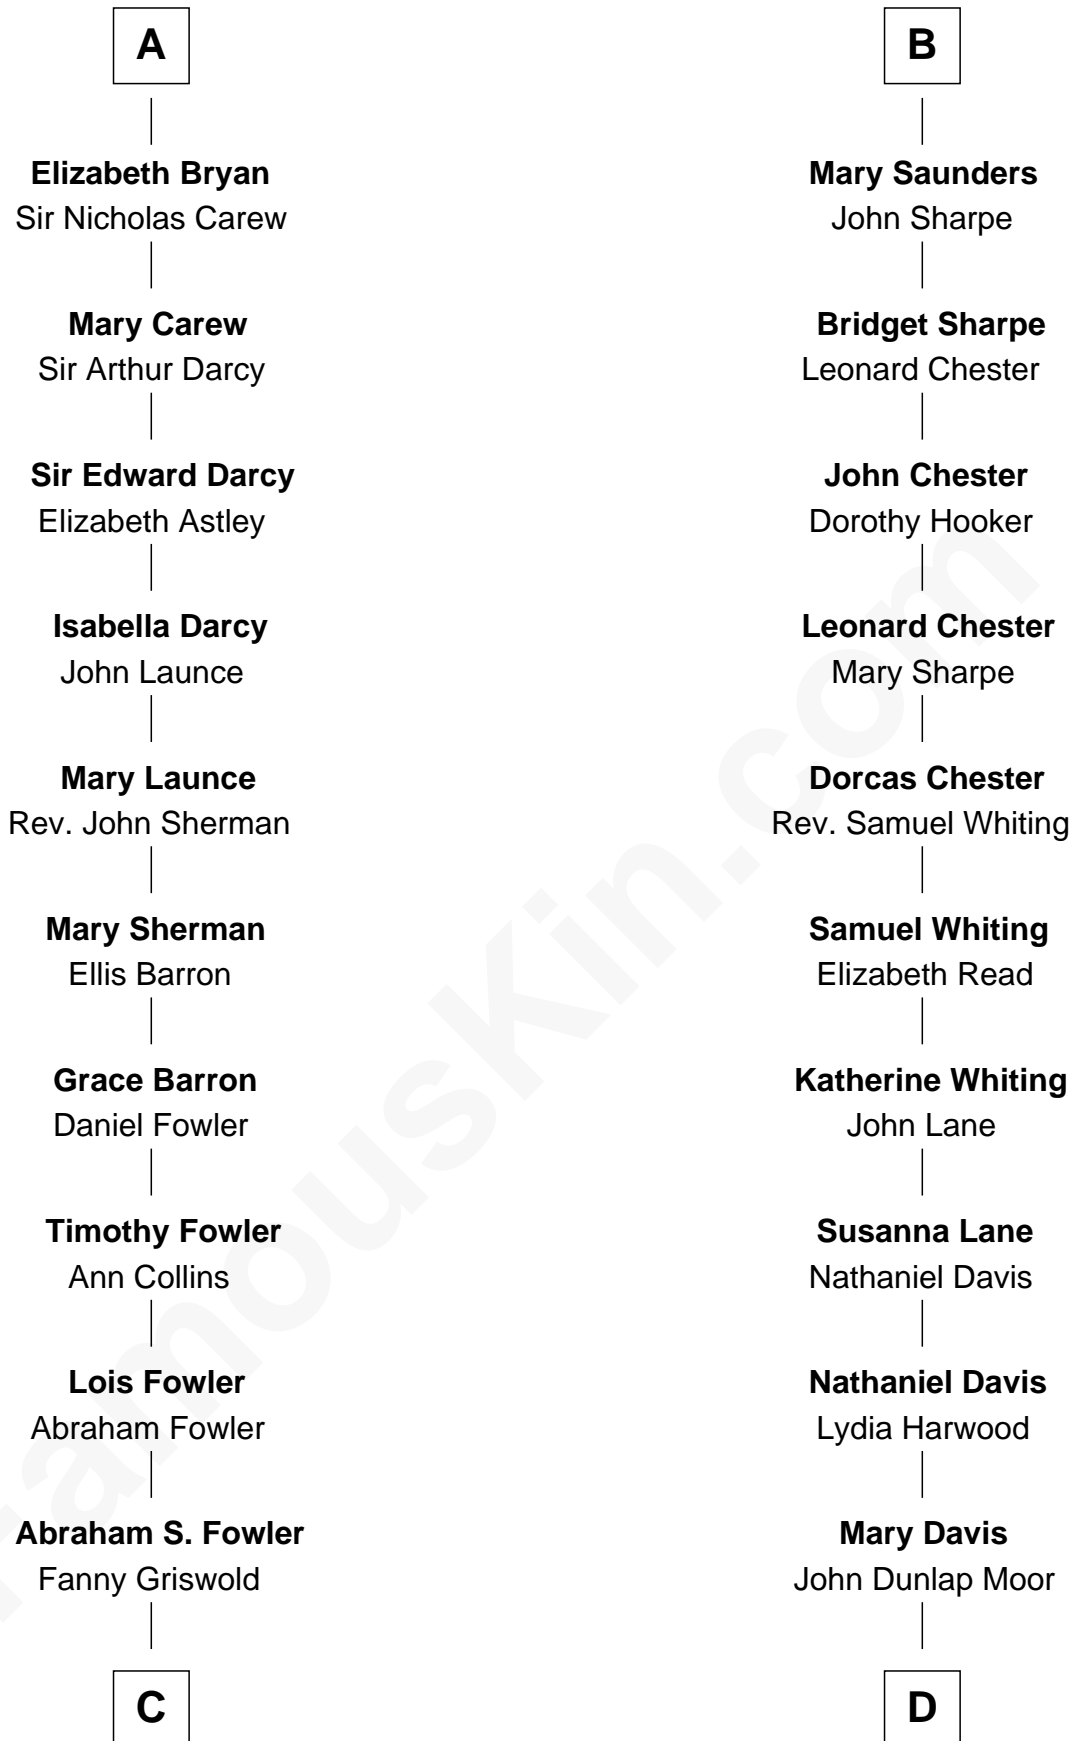 A
Elizabeth Bryan
Sir Nicholas Carew
Mary Carew
Sir Arthur Darcy
Sir Edward Darcy
Elizabeth Astley
Isabella Darcy
John Launce
Mary Launce
Rev. John Sherman
Mary Sherman
Ellis Barron
Grace Barron
Daniel Fowler
Timothy Fowler
Ann Collins
Lois Fowler
Abraham Fowler
Abraham S. Fowler
Fanny Griswold
C
B
Mary Saunders
John Sharpe
Bridget Sharpe
Leonard Chester
John Chester
Dorothy Hooker
Leonard Chester
Mary Sharpe
Dorcas Chester
Rev. Samuel Whiting
Samuel Whiting
Elizabeth Read
Katherine Whiting
John Lane
Susanna Lane
Nathaniel Davis
Nathaniel Davis
Lydia Harwood
Mary Davis
John Dunlap Moor
D
FamousKin.com